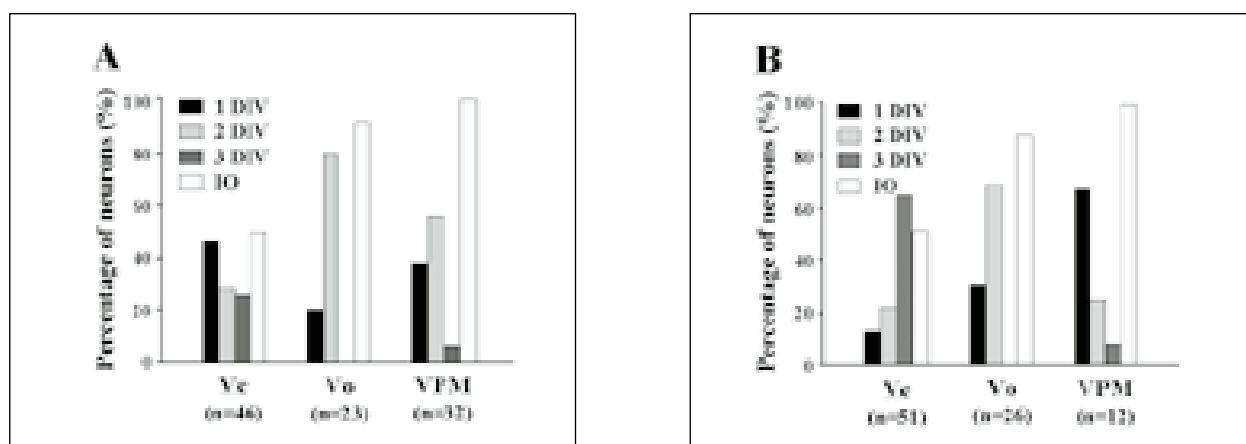 A
Percentage of neurons (%)
100
80
60
40
20
0
1 DIV
2 DIV
3 DIV
IO
Vc
Vo
VPM
(n=46)
(n=23)
(n=32)
B
Percentage of neurons (%)
100
80
60
40
20
0
1 DIV
2 DIV
3 DIV
IO
Vc
Vo
VPM
(n=51)
(n=26)
(n=12)